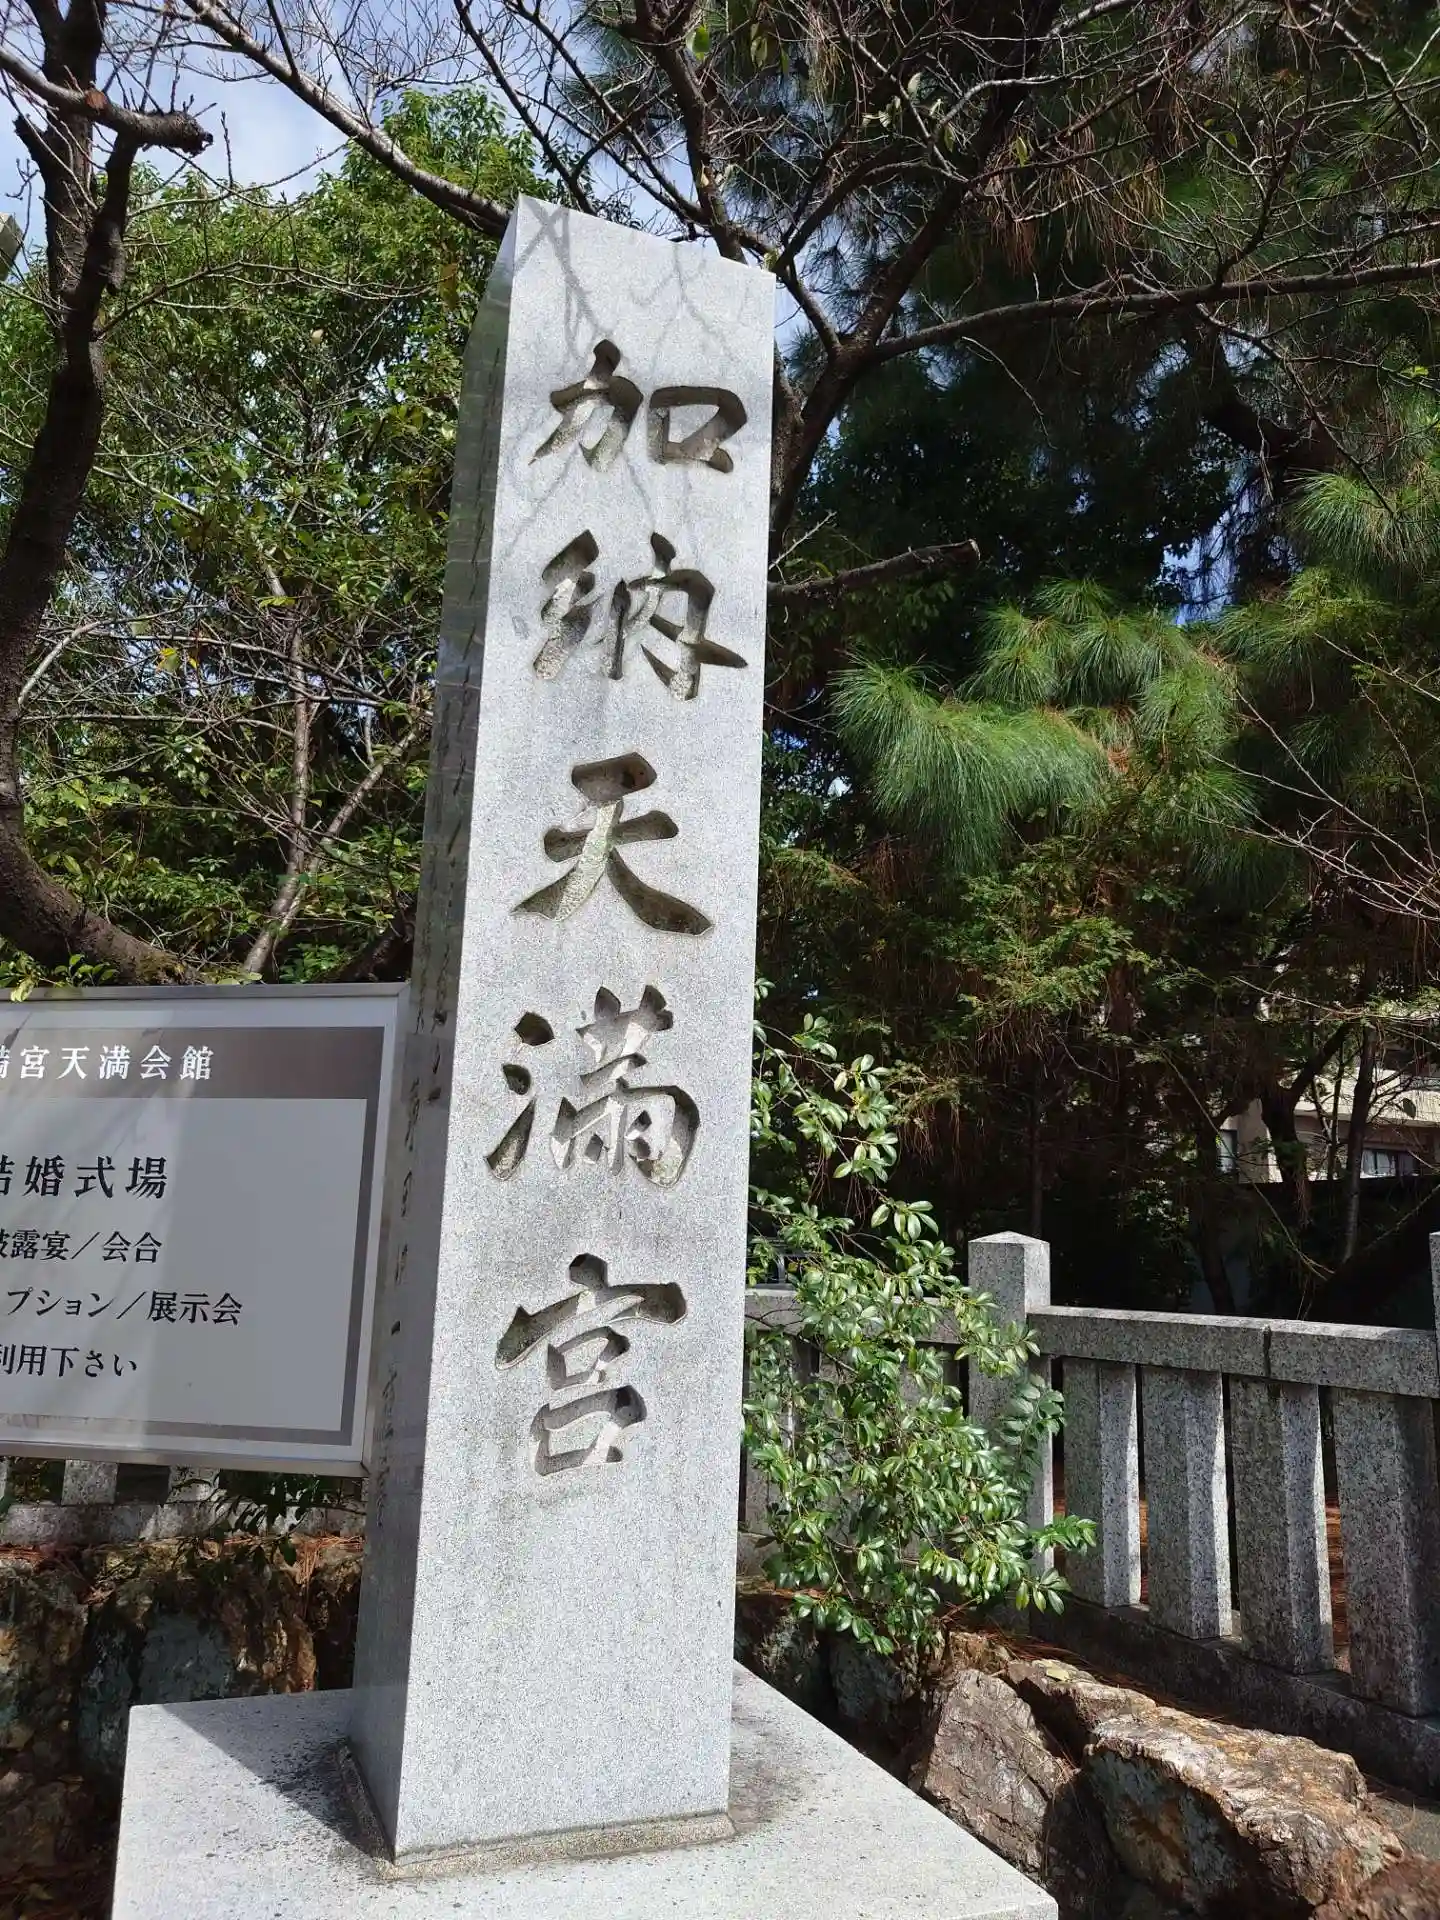 加納天満宮
満宮天満会館
結婚式場
披露宴／会合
プション／展示会
利用下さい